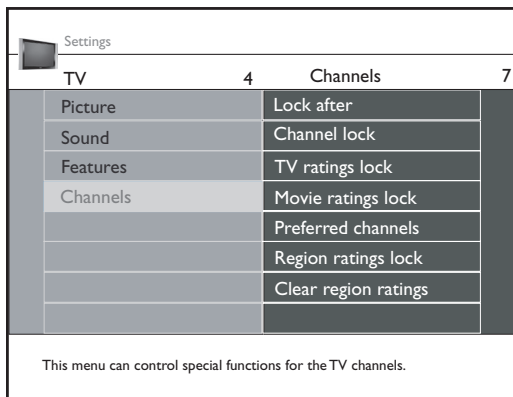 Settings
TV 4 Channels 7
Picture Lock after
Sound Channel lock
Features TV ratings lock
Channels Movie ratings lock
Preferred channels
Region ratings lock
Clear region ratings
This menu can control special functions for the TV channels.